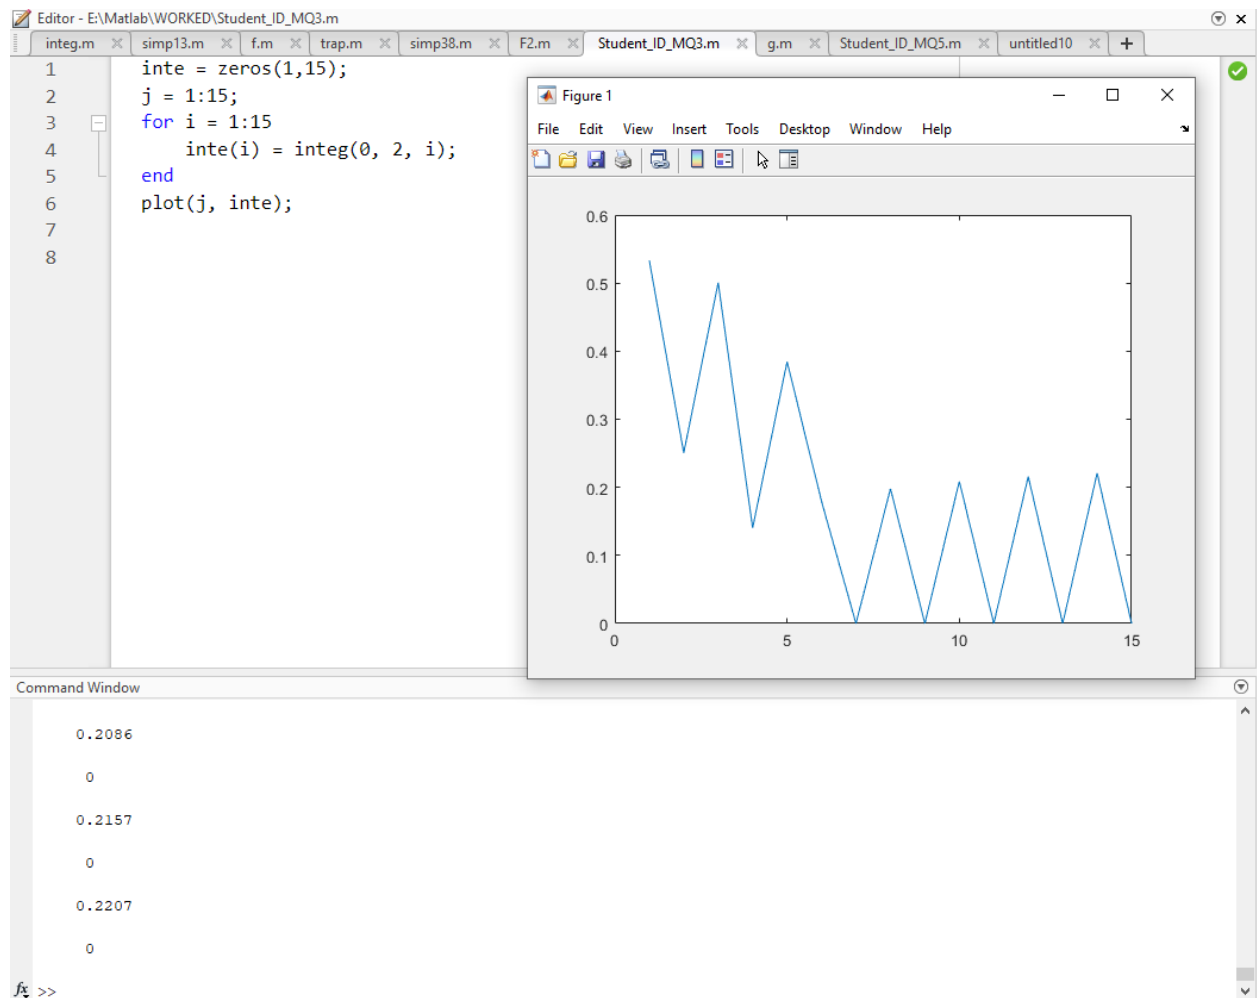 Editor - E:\Matlab\WORKED\Student_ID_MQ3.m
integ.m simp13.m f.m trap.m simp38.m F2.m Student_ID_MQ3.m g.m Student_ID_MQ5.m untitled10
1 inte = zeros(1,15);
2 j = 1:15;
3 for i = 1:15
4 inte(i) = integ(0, 2, i);
5 end
6 plot(j, inte);
7
8
Figure 1
File Edit View Insert Tools Desktop Window Help
0.6
0.5
0.4
0.3
0.2
0.1
0
0 5 10 15
Command Window
0.2086
0
0.2157
0
0.2207
0
fx >>